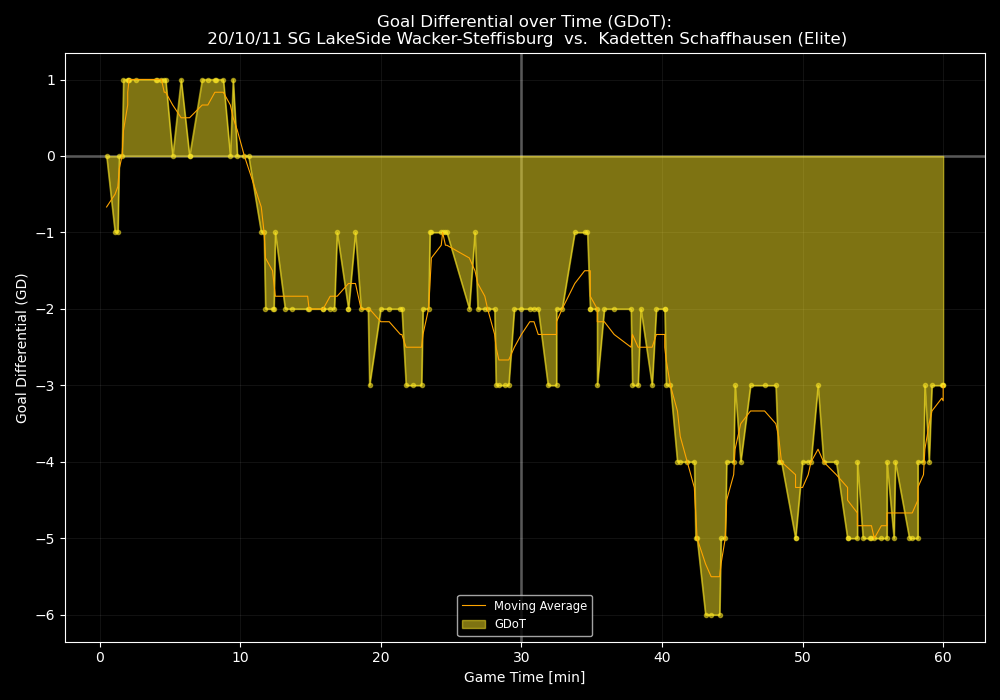 Goal Differential over Time (GDoT):
20/10/11 SG LakeSide Wacker-Steffisburg  vs.  Kadetten Schaffhausen (Elite)
Goal Differential (GD)
1
0
−1
−2
−3
−4
−5
−6
Moving Average
GDoT
0 10 20 30 40 50 60
Game Time [min]